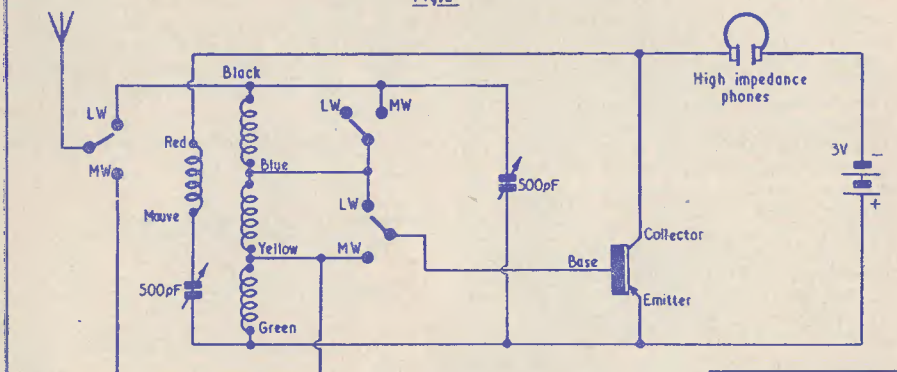 Black
LW
MW
High impedance
phones
LW
Red
MW
Blue
3V
-
500pF
LW
Mauve
Collector
Yellow
MW
Base
500pF
Emitter
+
Green